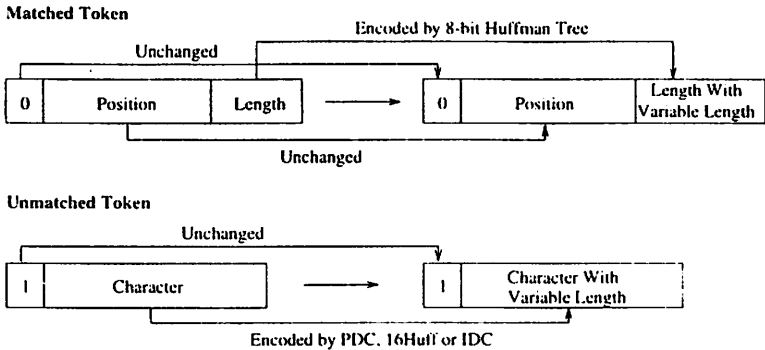 Matched Token
Encoded by 8-bit Huffman Tree
Unchanged
0 Position Length 0 Position Length With
Variable Length
Unchanged
Unmatched Token
Unchanged
1 Character 1 Character With
Variable Length
Encoded by PDC, 16Huff or IDC